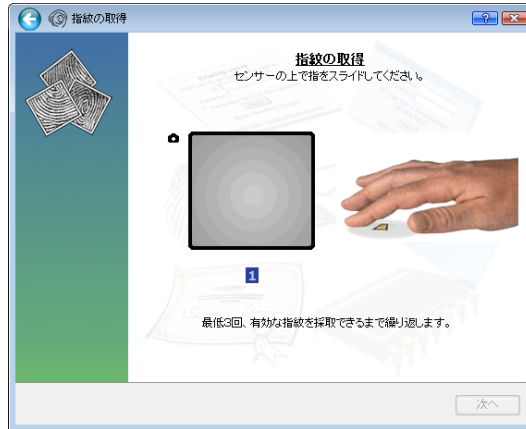 指紋の取得
指紋の取得
センサーの上で指をスライドしてください。
1
最低3回、有効な指紋を採取できるまで繰り返します。
次へ